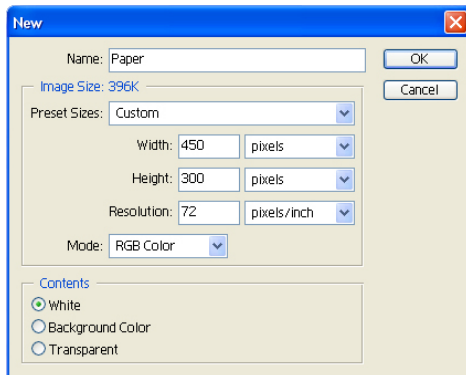 New
Name: Paper
OK
Image Size: 396K
Cancel
Preset Sizes: Custom
Width: 450 pixels
Height: 300 pixels
Resolution: 72 pixels/inch
Mode: RGB Color
Contents
White
Background Color
Transparent